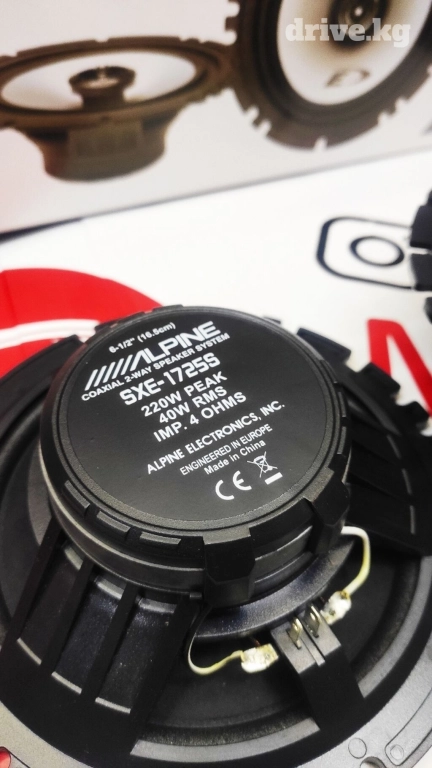 drive.kg
6-1/2" (16.5cm)
ALPINE
COAXIAL 2-WAY SPEAKER SYSTEM
SXE-1725S
220W PEAK
40W RMS
IMP. 4 OHMS
ALPINE ELECTRONICS, INC.
ENGINEERED IN EUROPE
Made in China
CE